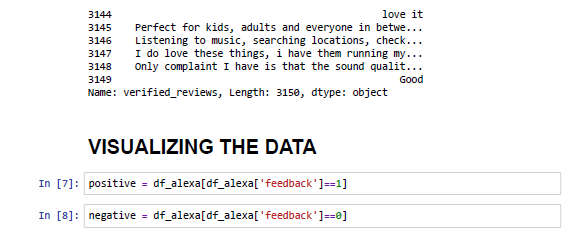 3144 love it
3145 Perfect for kids, adults and everyone in betwe...
3146 Listening to music, searching locations, check...
3147 I do love these things, i have them running my...
3148 Only complaint I have is that the sound qualit...
3149 Good
Name: verified_reviews, Length: 3150, dtype: object
VISUALIZING THE DATA
In [7]: positive = df_alexa[df_alexa['feedback']==1]
In [8]: negative = df_alexa[df_alexa['feedback']==0]